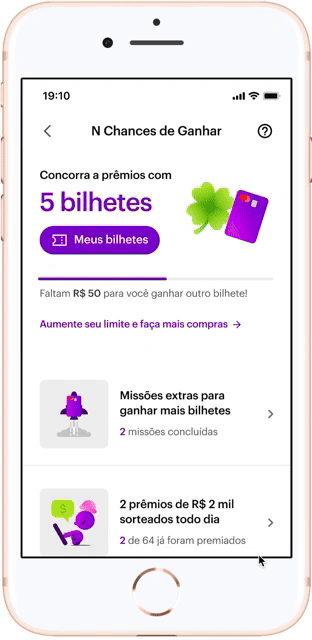 19:10
N Chances de Ganhar
Concorra a prêmios com
5 bilhetes
Meus bilhetes
Faltam R$ 50 para você ganhar outro bilhete!
Aumente seu limite e faça mais compras →
Missões extras para
ganhar mais bilhetes
2 missões concluídas
$
2 prêmios de R$ 2 mil
sorteados todo dia
2 de 64 já foram premiados